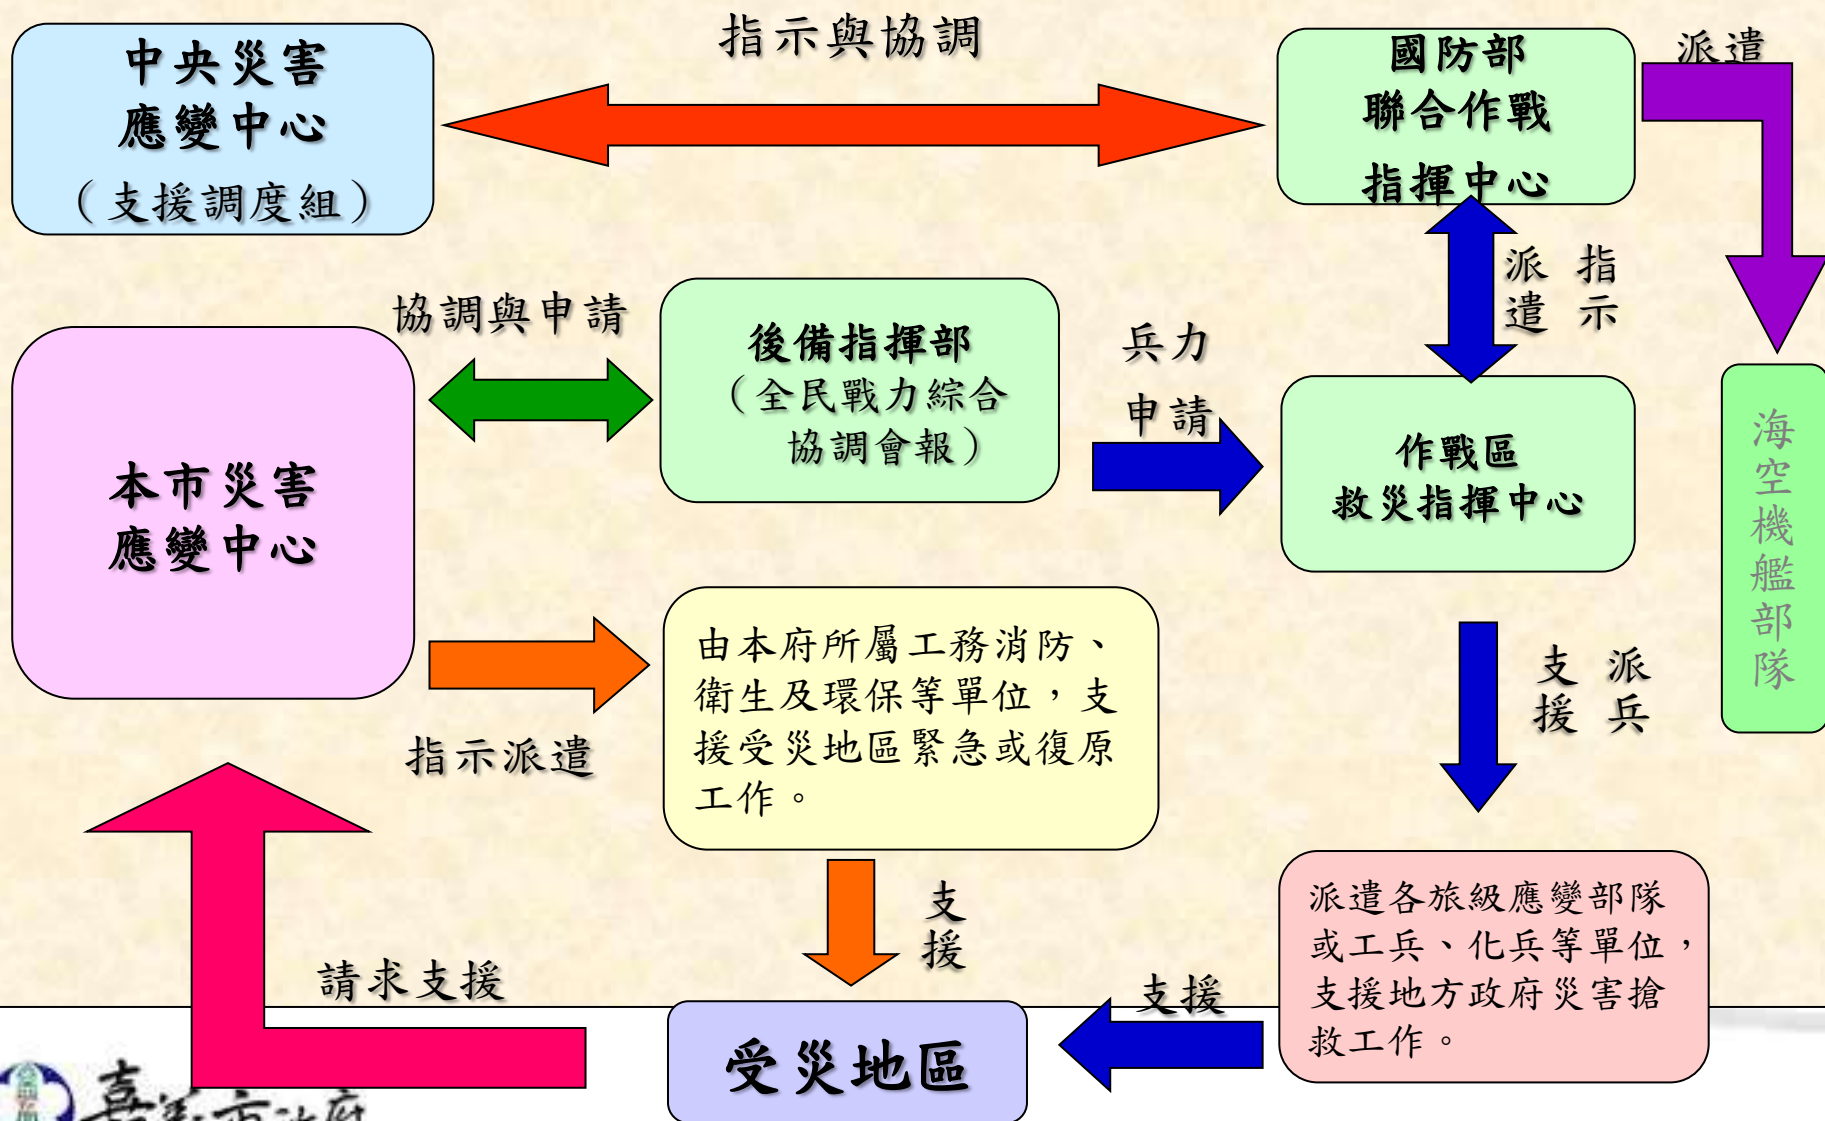 指示與協調
中央災害
應變中心
（支援調度組）
國防部
聯合作戰
指揮中心
派遣
派遣
指示
協調與申請
後備指揮部
（全民戰力綜合
協調會報）
兵力
申請
作戰區
救災指揮中心
海空機艦部隊
本市災害
應變中心
指示派遣
由本府所屬工務消防、
衛生及環保等單位，支
援受災地區緊急或復原
工作。
支援
派兵
支援
請求支援
受災地區
支援
派遣各旅級應變部隊
或工兵、化兵等單位，
支援地方政府災害搶
救工作。
嘉義市政府